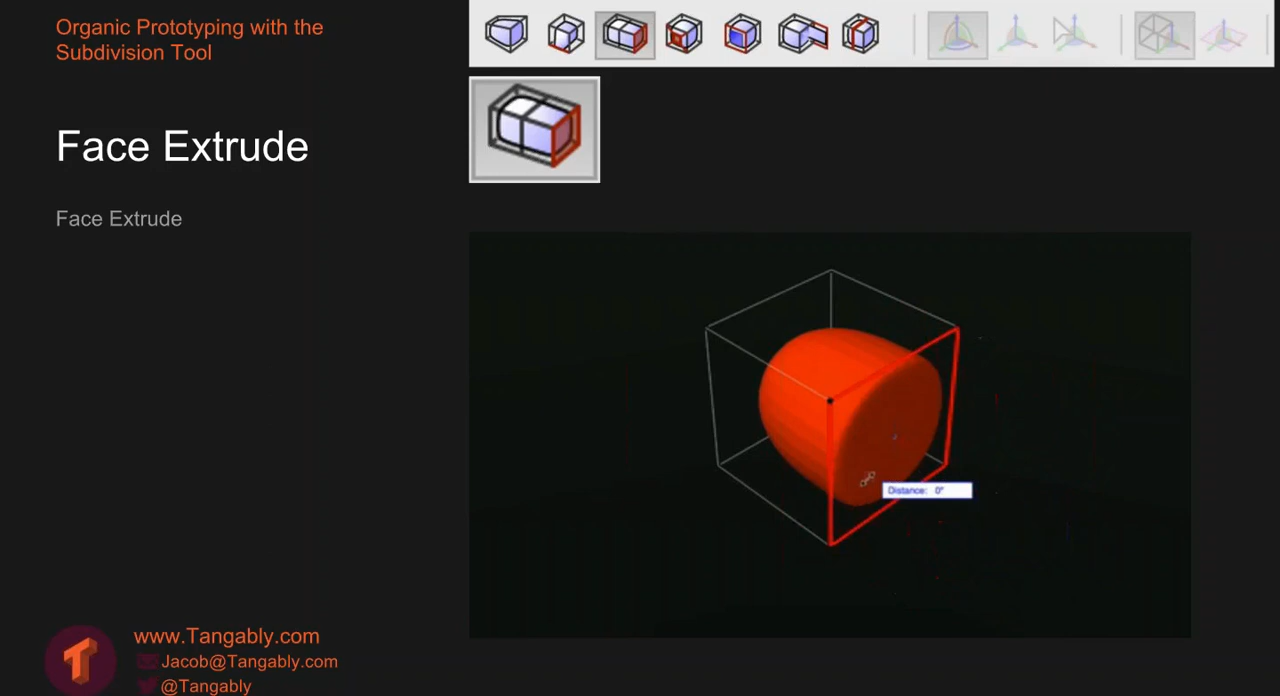 Organic Prototyping with the
Subdivision Tool
Face Extrude
Face Extrude
Distance: 0"
www.Tangably.com
Jacob@Tangably.com
@Tangably